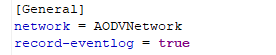 [General]
network = AODVNetwork
record-eventlog = true